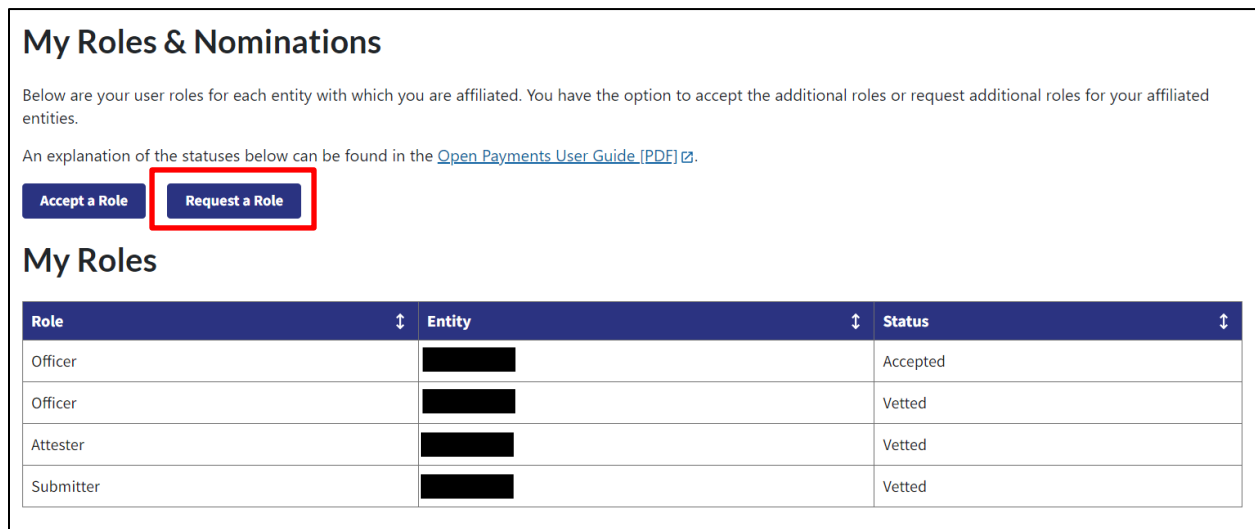 My Roles & Nominations
Below are your user roles for each entity with which you are affiliated. You have the option to accept the additional roles or request additional roles for your affiliated
entities.
An explanation of the statuses below can be found in the Open Payments User Guide [PDF].
Accept a Role Request a Role
My Roles
Role Entity Status
Officer Accepted
Officer Vetted
Attester Vetted
Submitter Vetted